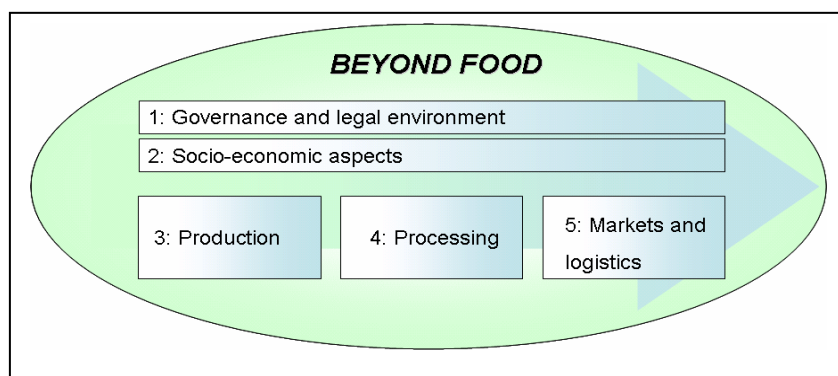 BEYOND FOOD
1: Governance and legal environment
2: Socio-economic aspects
3: Production
4: Processing
5: Markets and
logistics